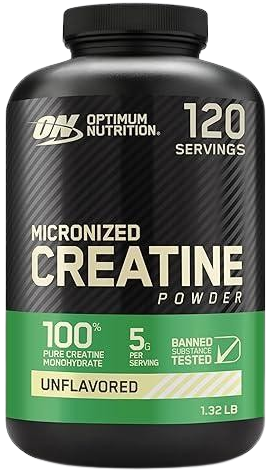 ON OPTIMUM NUTRITION®
120 SERVINGS
MICRONIZED
CREATINE
POWDER
100% PURE CREATINE MONOHYDRATE
5G PER SERVING
BANNED SUBSTANCE TESTED
UNFLAVORED
1.32 LB